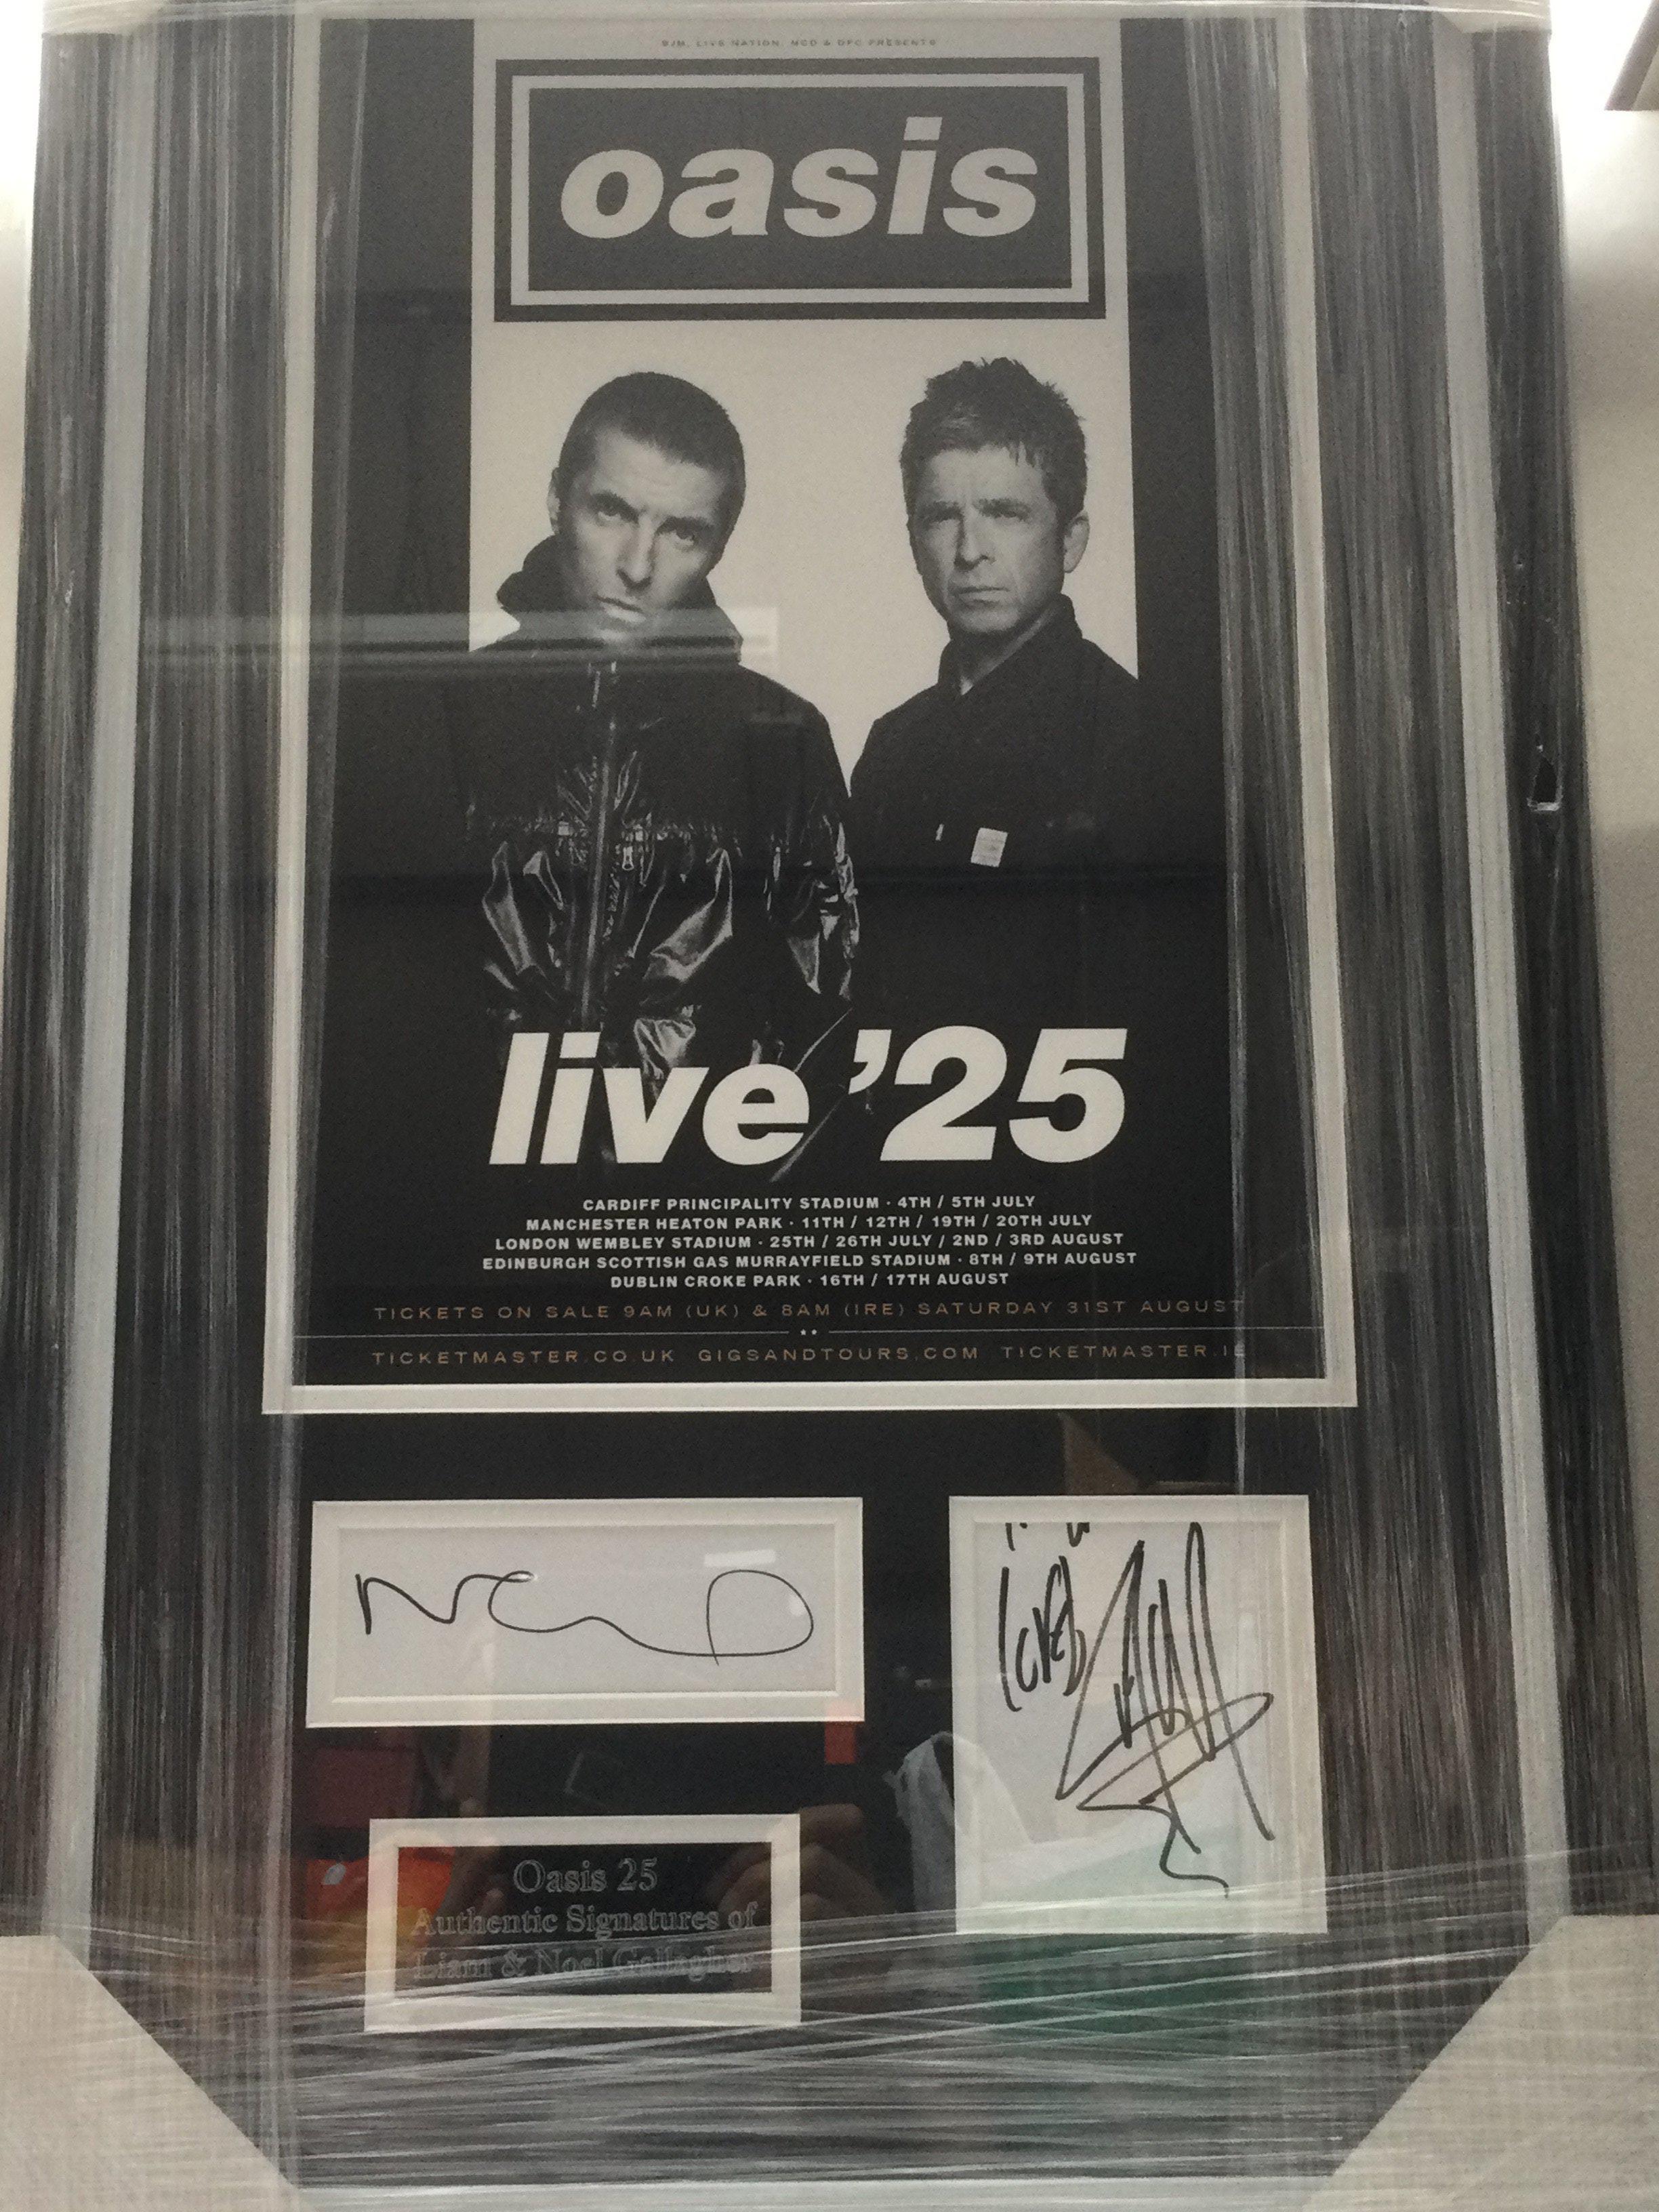 SJM, LIVE NATION, MCD & DFC PRESENTS
oasis
live '25
CARDIFF PRINCIPALITY STADIUM · 4TH / 5TH JULY
MANCHESTER HEATON PARK · 11TH / 12TH / 19TH / 20TH JULY
LONDON WEMBLEY STADIUM · 25TH / 26TH JULY / 2ND / 3RD AUGUST
EDINBURGH SCOTTISH GAS MURRAYFIELD STADIUM · 8TH / 9TH AUGUST
DUBLIN CROKE PARK · 16TH / 17TH AUGUST
TICKETS ON SALE 9AM (UK) & 8AM (IRE) SATURDAY 31ST AUGUST
TICKETMASTER.CO.UK GIGSANDTOURS.COM TICKETMASTER.IE
Oasis 25
Authentic Signatures of
Liam & Noel Gallagher